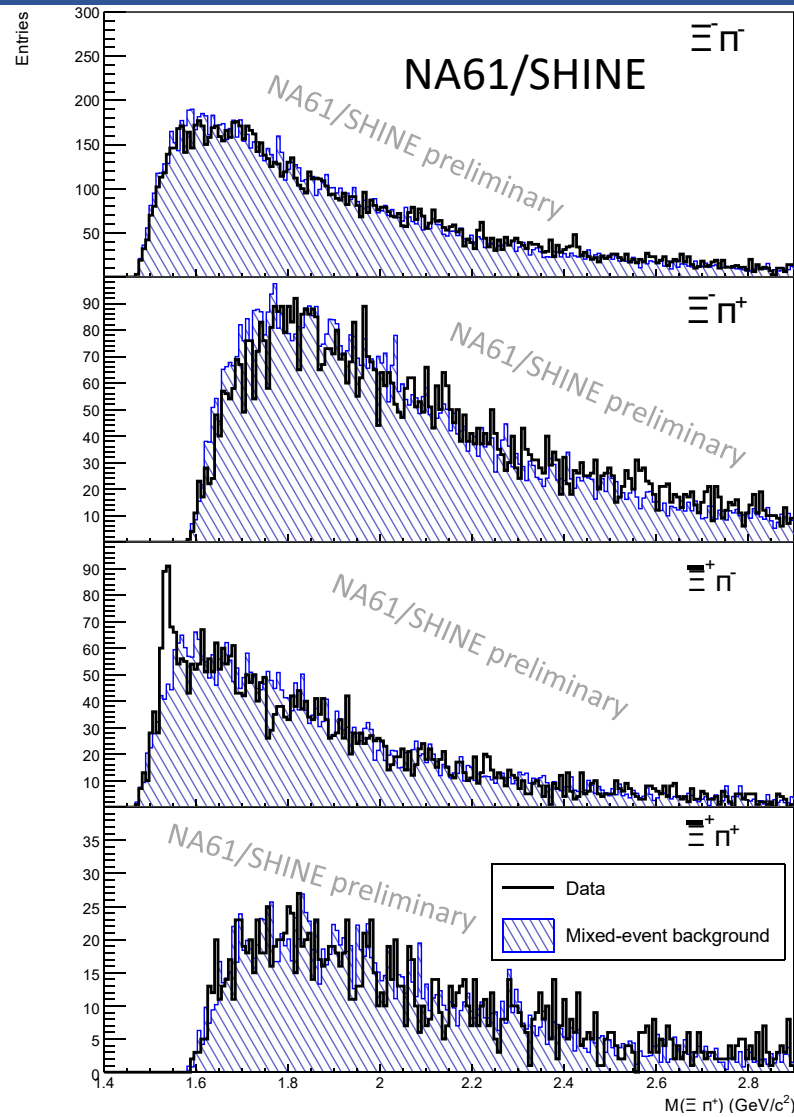 Entries
300
250
200
150
100
50
Ξ⁻π⁻
NA61/SHINE
NA61/SHINE preliminary
90
80
70
60
50
40
30
20
10
Ξ⁻π⁺
NA61/SHINE preliminary
90
80
70
60
50
40
30
20
10
Ξ̅⁺π⁻
NA61/SHINE preliminary
35
30
25
20
15
10
5
0
Ξ̅⁺π⁺
NA61/SHINE preliminary
Data
Mixed-event background
1.4 1.6 1.8 2 2.2 2.4 2.6 2.8
M(Ξ π⁺) (GeV/c²)